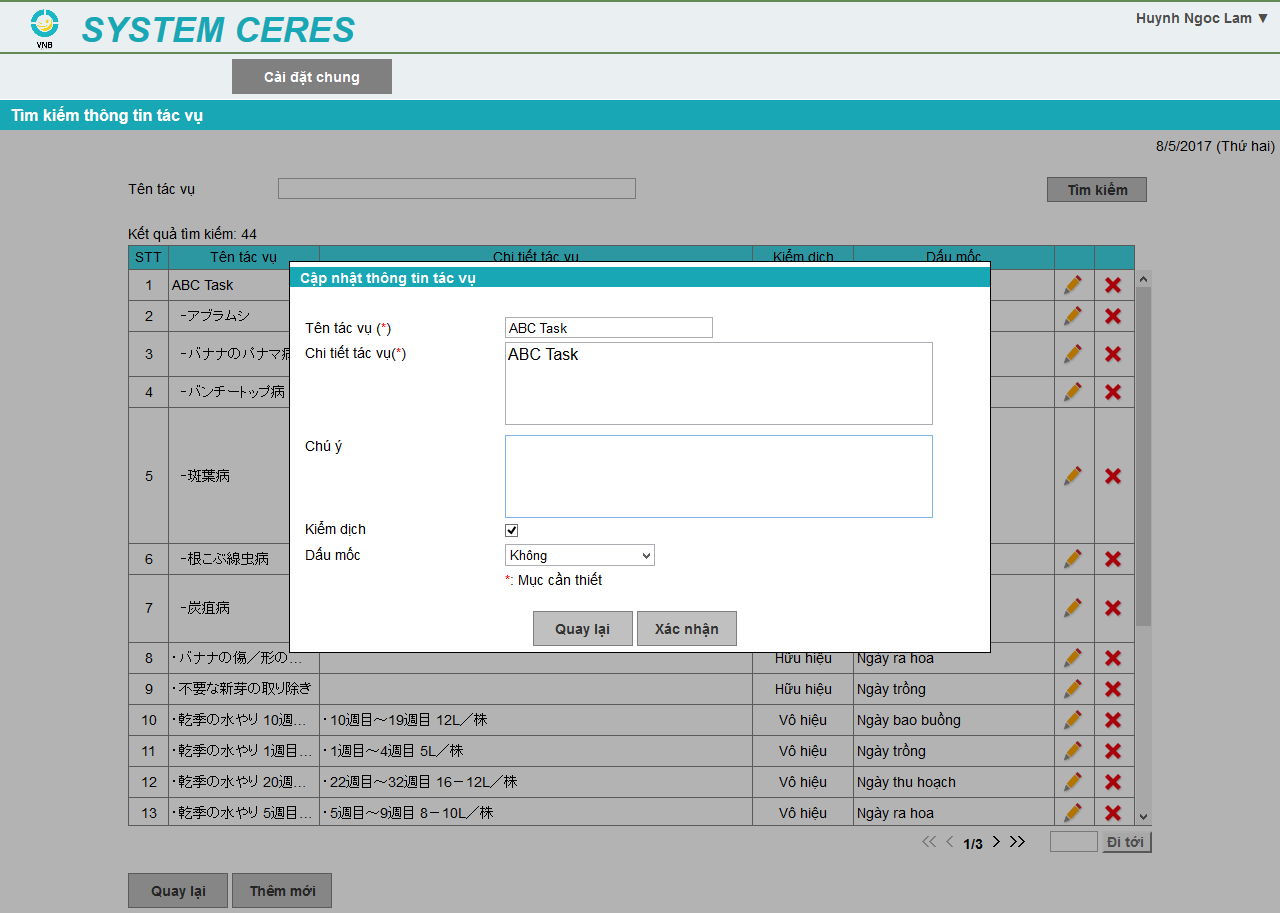 VNB
SYSTEM CERES
Huynh Ngoc Lam ▼
Cài đặt chung
Tìm kiếm thông tin tác vụ
8/5/2017 (Thứ hai)
Tên tác vụ
Tìm kiếm
Kết quả tìm kiếm: 44
STT Tên tác vụ Chi tiết tác vụ Kiểm dịch Dấu mốc
1 ABC Task
2 -アブラムシ
3 -バナナのパナマ病
4 -バンチートップ病
5 -斑葉病
6 -根こぶ線虫病
7 -炭疽病
Cập nhật thông tin tác vụ
Tên tác vụ (*) ABC Task
Chi tiết tác vụ(*) ABC Task
Chú ý
Kiểm dịch
Dấu mốc Không
*: Mục cần thiết
Quay lại Xác nhận
8 ・バナナの傷／形の... Hữu hiệu Ngày ra hoa
9 ・不要な新芽の取り除き Hữu hiệu Ngày trồng
10 ・乾季の水やり 10週... ・10週目～19週目 12L／株 Vô hiệu Ngày bao buồng
11 ・乾季の水やり 1週目... ・1週目～4週目 5L／株 Vô hiệu Ngày trồng
12 ・乾季の水やり 20週... ・22週目～32週目 16－12L／株 Vô hiệu Ngày thu hoạch
13 ・乾季の水やり 5週目... ・5週目～9週目 8－10L／株 Vô hiệu Ngày ra hoa
1/3 Đi tới
Quay lại Thêm mới